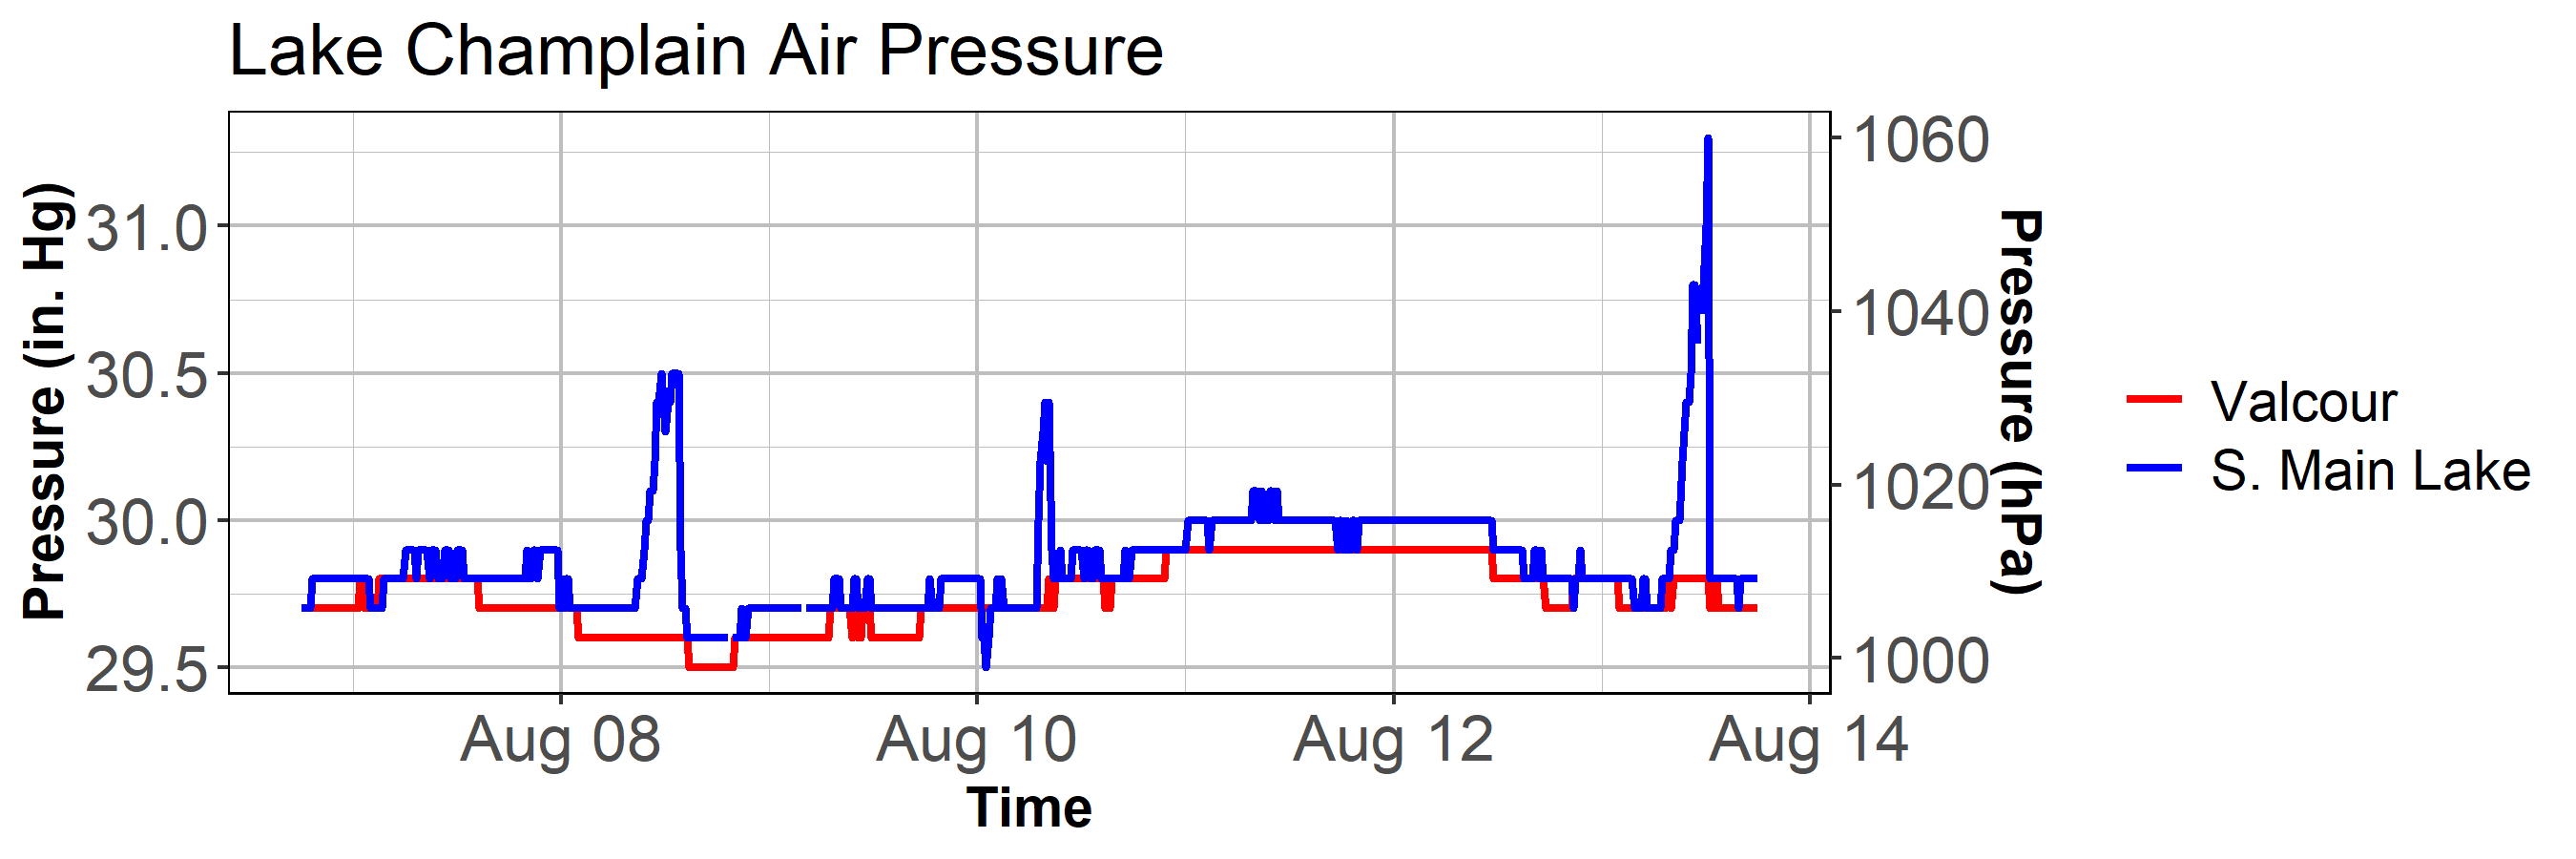 Lake Champlain Air Pressure
Pressure (in. Hg)
31.0
30.5
30.0
29.5
1060
1040
1020
1000
Pressure (hPa)
Aug 08
Aug 10
Aug 12
Aug 14
Time
Valcour
S. Main Lake